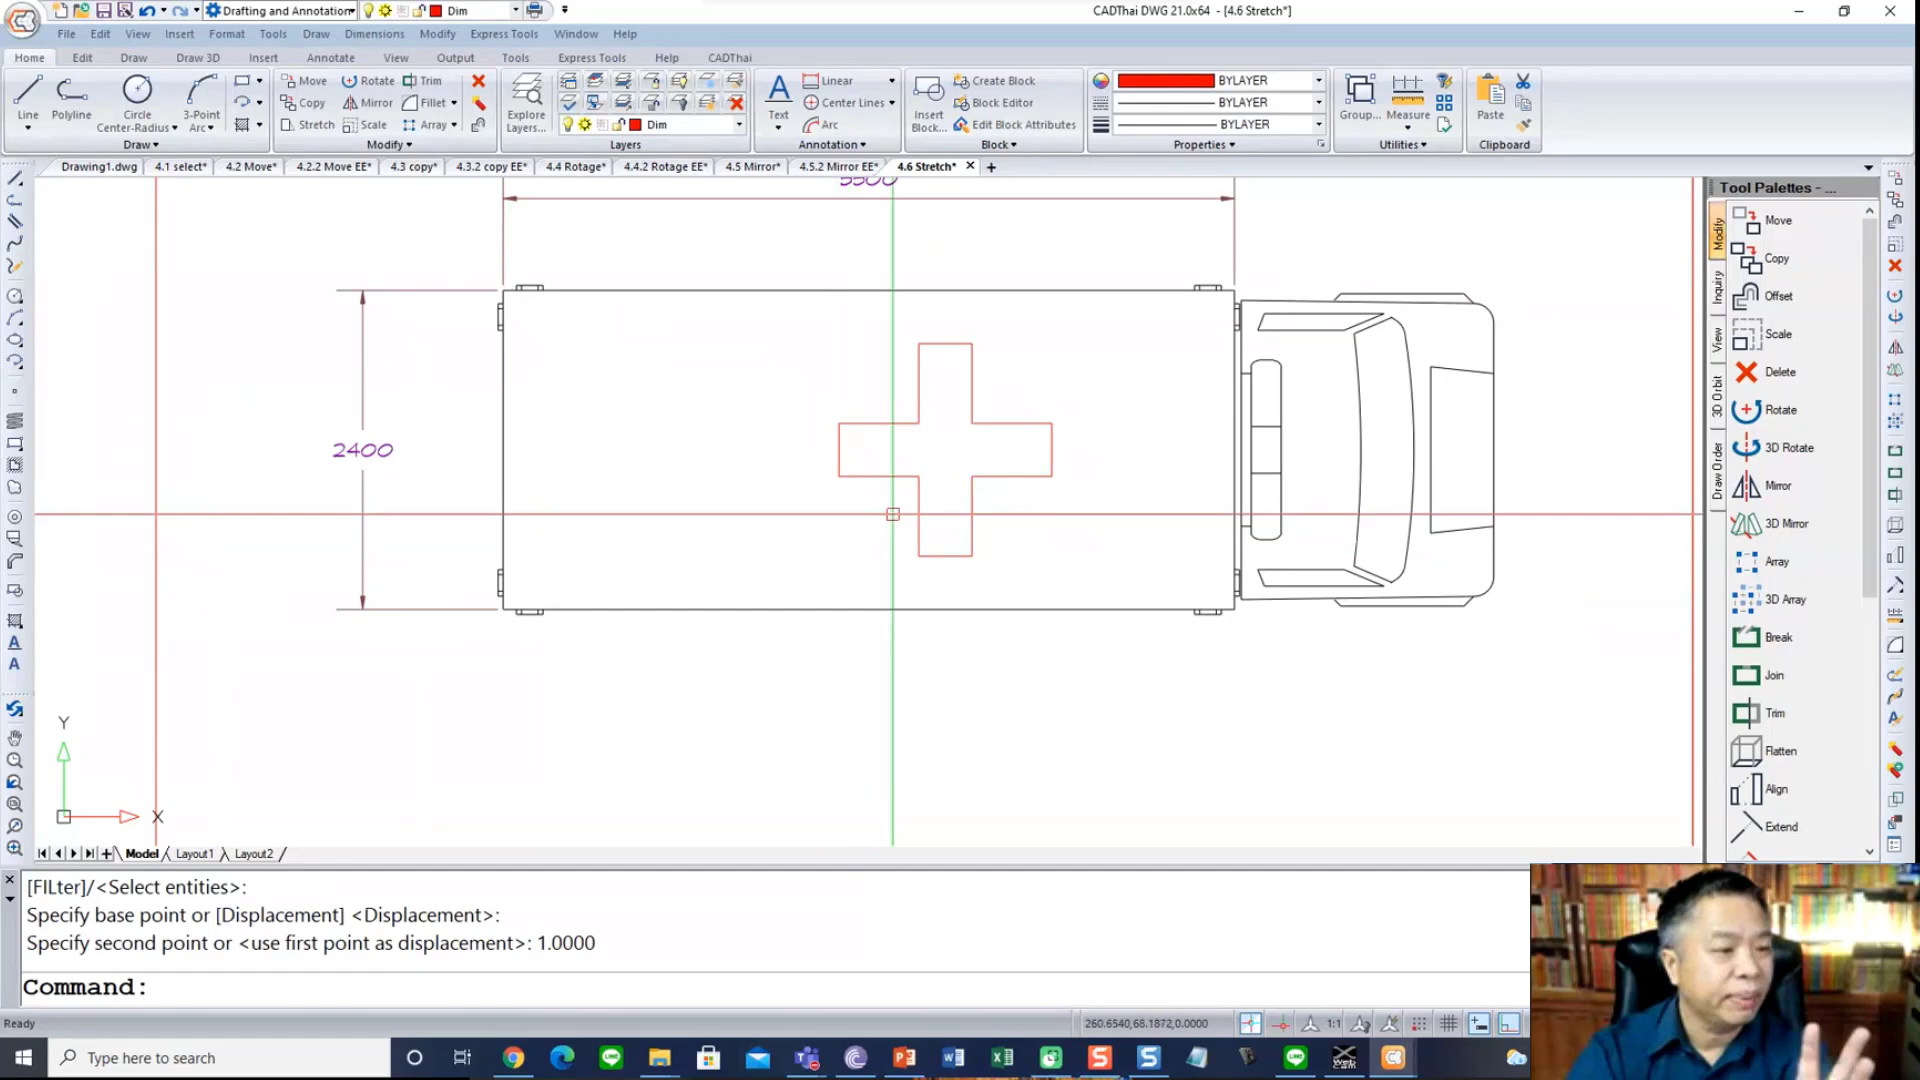 Drafting and Annotation
Dim
CADThai DWG 21.0x64 - [4.6 Stretch*]
File Edit View Insert Format Tools Draw Dimensions Modify Express Tools Window Help
Home Edit Draw Draw 3D Insert Annotate View Output Tools Express Tools Help CADThai
Line
Polyline
Circle
Center-Radius
3-Point
Arc
Draw
Move Rotate Trim
Copy Mirror Fillet
Stretch Scale Array
Modify
Explore
Layers...
Dim
Layers
Text
Linear
Center Lines
Arc
Annotation
Insert
Block...
Create Block
Block Editor
Edit Block Attributes
Block
BYLAYER
BYLAYER
BYLAYER
Properties
Group...
Measure
Utilities
Paste
Clipboard
Drawing1.dwg 4.1 select* 4.2 Move* 4.2.2 Move EE* 4.3 copy* 4.3.2 copy EE* 4.4 Rotage* 4.4.2 Rotage EE* 4.5 Mirror* 4.5.2 Mirror EE* 4.6 Stretch*
5500
2400
Y
X
Tool Palettes - ...
Modify
Inquiry
View
3D Orbit
Draw Order
Move
Copy
Offset
Scale
Delete
Rotate
3D Rotate
Mirror
3D Mirror
Array
3D Array
Break
Join
Trim
Flatten
Align
Extend
Model Layout1 Layout2
[FILter]/<Select entities>:
Specify base point or [Displacement] <Displacement>:
Specify second point or <use first point as displacement>: 1.0000
Command:
Ready
260.6540,68.1872,0.0000
1:1
Type here to search